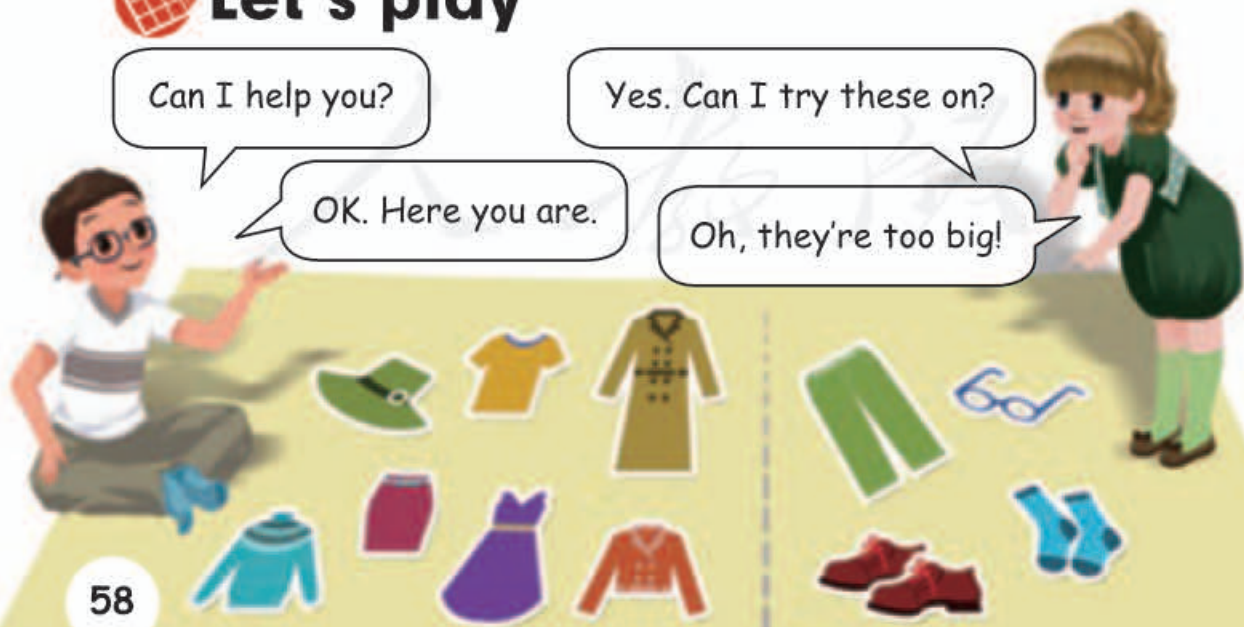 Let's play
Can I help you?
Yes. Can I try these on?
OK. Here you are.
Oh, they're too big!
58